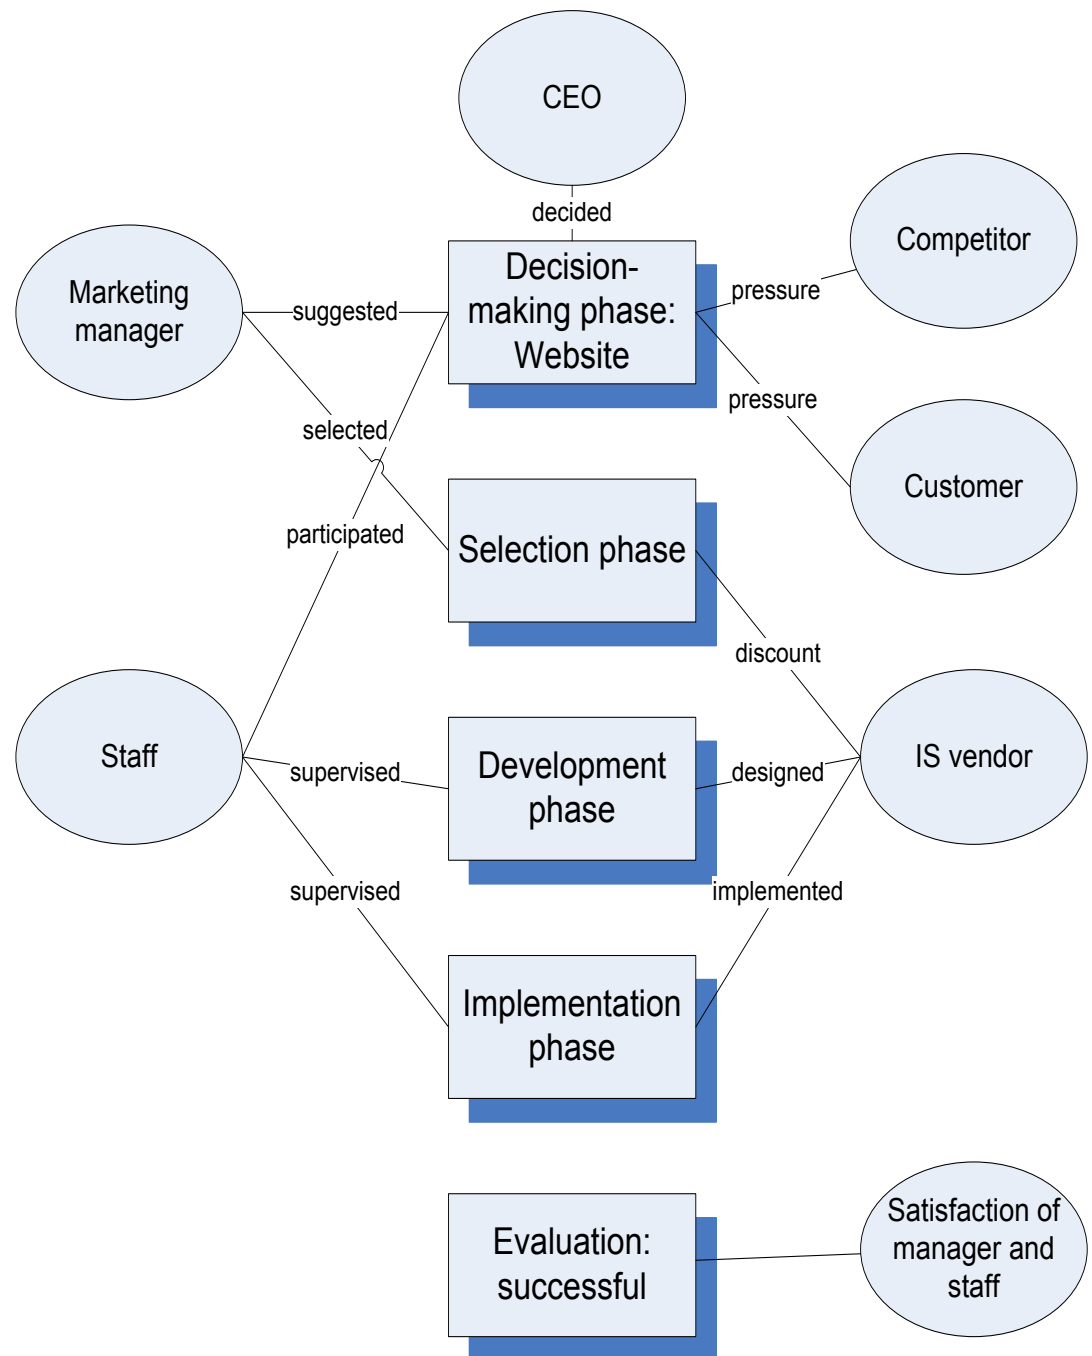 CEO
decided
Competitor
Marketing
manager
suggested
Decision-
making phase:
Website
pressure
pressure
selected
Customer
participated
Selection phase
discount
Staff
supervised
Development
phase
designed
IS vendor
supervised
implemented
Implementation
phase
Evaluation:
successful
Satisfaction of
manager and
staff